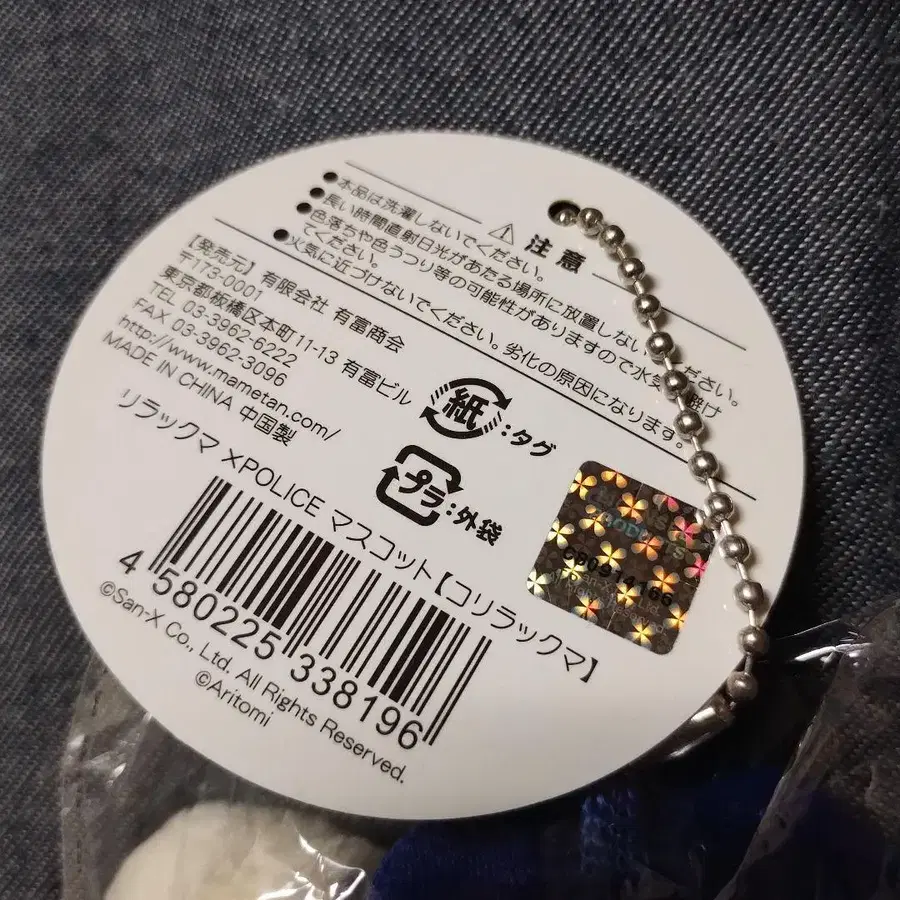 ⚠ 注意
●本品は洗濯しないでください。
●長い時間直射日光があたる場所に放置しないでください。
●色落ちや色うつり等の可能性がありますので水気を避け
てください。
●火気に近づけないでください。劣化の原因になります。
【発売元】有限会社 有富商会
〒173-0001
東京都板橋区本町11-13 有富ビル
TEL 03-3962-6222
FAX 03-3962-3096
http://www.mametan.com/
MADE IN CHINA 中国製
紙:タグ
プラ:外袋
リラックマ×POLICE マスコット【コリラックマ】
4 580225 338196
©San-X Co., Ltd. All Rights Reserved.
©Aritomi
PRODUCTS